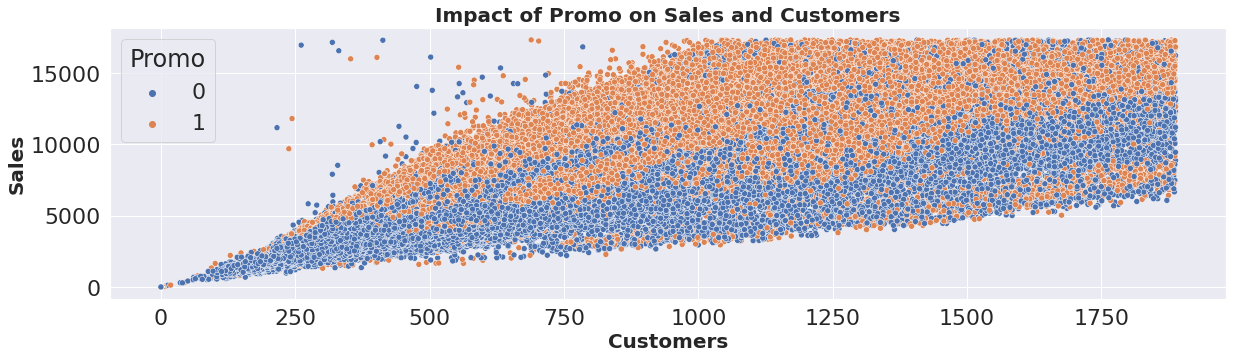 Impact of Promo on Sales and Customers
Promo
0
1
15000
10000
5000
0
Sales
0 250 500 750 1000 1250 1500 1750
Customers